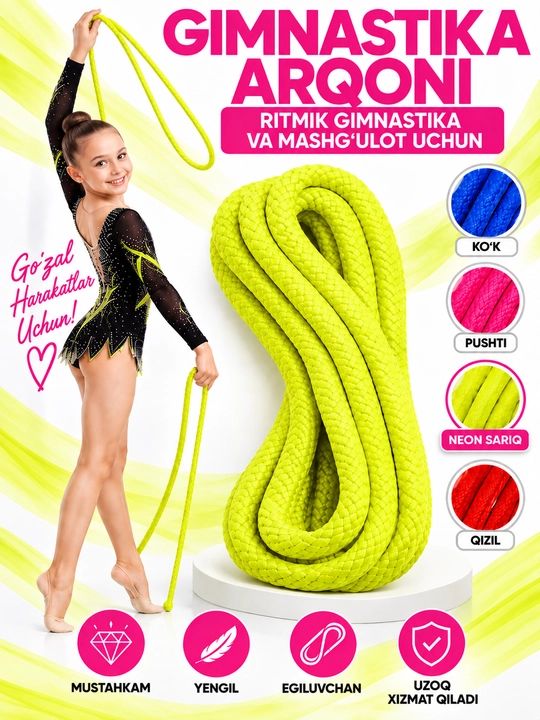 GIMNASTIKA
ARQONI
RITMIK GIMNASTIKA
VA MASHG‘ULOT UCHUN
Go‘zal
Harakatlar
Uchun!
KO‘K
PUSHTI
NEON SARIQ
QIZIL
MUSTAHKAM
YENGIL
EGILUVCHAN
UZOQ
XIZMAT QILADI